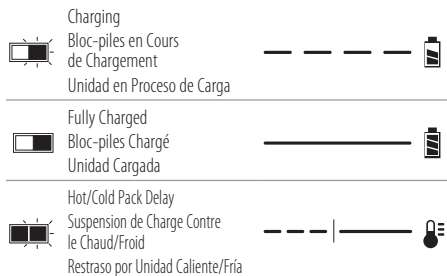 Charging
Bloc-piles en Cours
de Chargement
Unidad en Proceso de Carga
Fully Charged
Bloc-piles Chargé
Unidad Cargada
Hot/Cold Pack Delay
Suspension de Charge Contre
le Chaud/Froid
Restraso por Unidad Caliente/Fría